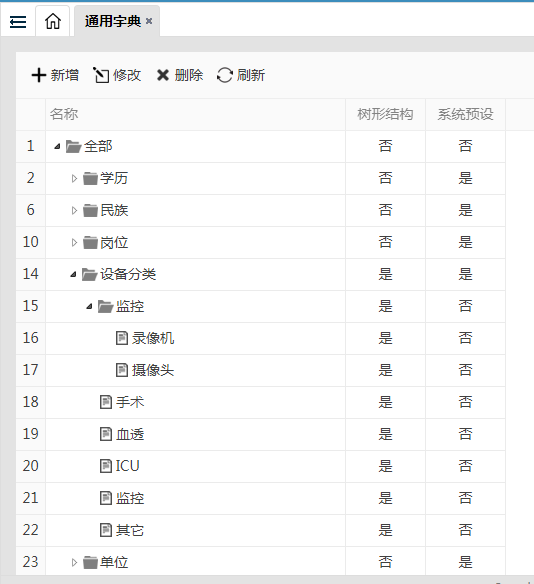 通用字典 ×
新增 修改 删除 刷新
名称 树形结构 系统预设
1 全部 否 否
2 学历 否 是
6 民族 否 是
10 岗位 否 是
14 设备分类 是 是
15 监控 是 否
16 录像机 是 否
17 摄像头 是 否
18 手术 是 否
19 血透 是 否
20 ICU 是 否
21 监控 是 否
22 其它 是 否
23 单位 否 是